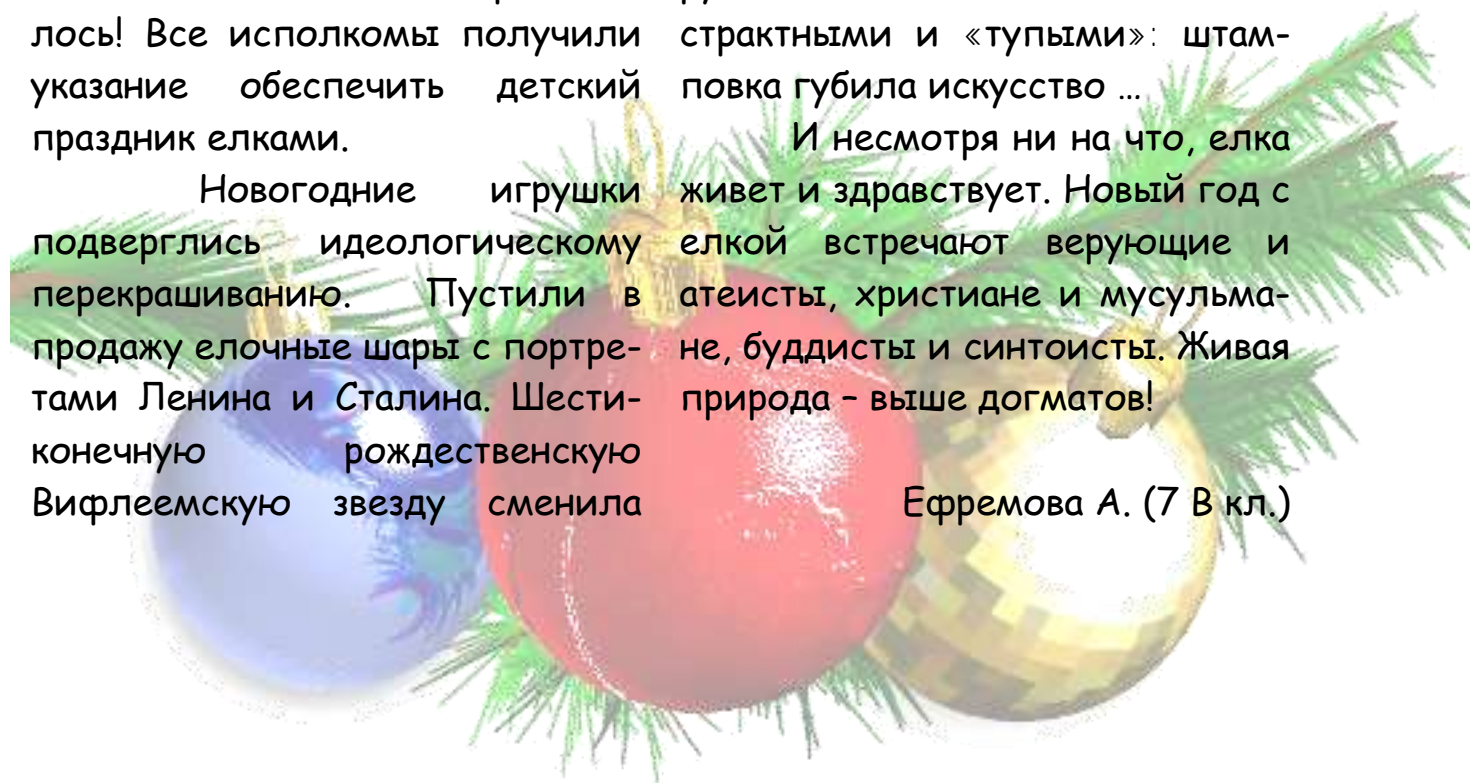 лось! Все исполкомы получили
указание обеспечить детский
праздник елками.
Новогодние игрушки
подверглись идеологическому
перекрашиванию. Пустили в
продажу елочные шары с портре-
тами Ленина и Сталина. Шести-
конечную рождественскую
Вифлеемскую звезду сменила
страктными и «тупыми»: штам-
повка губила искусство ...
И несмотря ни на что, елка
живет и здравствует. Новый год с
елкой встречают верующие и
атеисты, христиане и мусульма-
не, буддисты и синтоисты. Живая
природа – выше догматов!
Ефремова А. (7 В кл.)